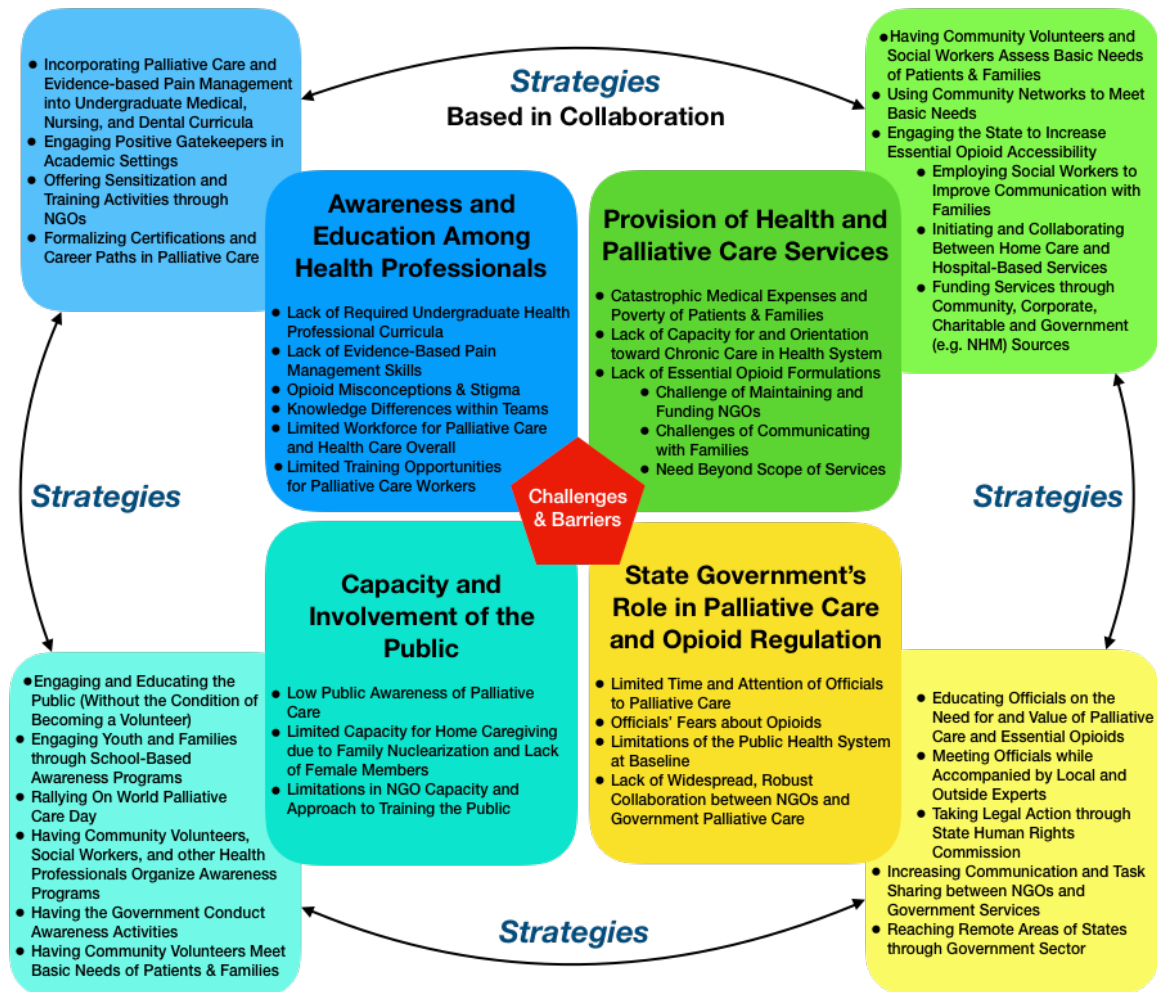 Strategies
Based in Collaboration
● Incorporating Palliative Care and
Evidence-based Pain Management
into Undergraduate Medical,
Nursing, and Dental Curricula
● Engaging Positive Gatekeepers in
Academic Settings
● Offering Sensitization and
Training Activities through
NGOs
● Formalizing Certifications and
Career Paths in Palliative Care
●Having Community Volunteers and
Social Workers Assess Basic Needs
of Patients & Families
● Using Community Networks to Meet
Basic Needs
● Engaging the State to Increase
Essential Opioid Accessibility
● Employing Social Workers to
Improve Communication with
Families
● Initiating and Collaborating
Between Home Care and
Hospital-Based Services
● Funding Services through
Community, Corporate,
Charitable and Government
(e.g. NHM) Sources
Awareness and
Education Among
Health Professionals
● Lack of Required Undergraduate Health
Professional Curricula
● Lack of Evidence-Based Pain
Management Skills
● Opioid Misconceptions & Stigma
● Knowledge Differences within Teams
● Limited Workforce for Palliative Care
and Health Care Overall
● Limited Training Opportunities
for Palliative Care Workers
Provision of Health and
Palliative Care Services
● Catastrophic Medical Expenses and
Poverty of Patients & Families
● Lack of Capacity for and Orientation
toward Chronic Care in Health System
● Lack of Essential Opioid Formulations
● Challenge of Maintaining and
Funding NGOs
● Challenges of Communicating
with Families
● Need Beyond Scope of Services
Strategies
Challenges
& Barriers
Strategies
Capacity and
Involvement of the
Public
● Low Public Awareness of Palliative
Care
● Limited Capacity for Home Caregiving
due to Family Nuclearization and Lack
of Female Members
● Limitations in NGO Capacity and
Approach to Training the Public
State Government’s
Role in Palliative Care
and Opioid Regulation
● Limited Time and Attention of Officials
to Palliative Care
● Officials’ Fears about Opioids
● Limitations of the Public Health System
at Baseline
● Lack of Widespread, Robust
Collaboration between NGOs and
Government Palliative Care
●Engaging and Educating the
Public (Without the Condition of
Becoming a Volunteer)
● Engaging Youth and Families
through School-Based
Awareness Programs
● Rallying On World Palliative
Care Day
● Having Community Volunteers,
Social Workers, and other Health
Professionals Organize Awareness
Programs
● Having the Government Conduct
Awareness Activities
● Having Community Volunteers Meet
Basic Needs of Patients & Families
● Educating Officials on the
Need for and Value of Palliative
Care and Essential Opioids
● Meeting Officials while
Accompanied by Local and
Outside Experts
● Taking Legal Action through
State Human Rights
Commission
● Increasing Communication and Task
Sharing between NGOs and
Government Services
● Reaching Remote Areas of States
through Government Sector
Strategies